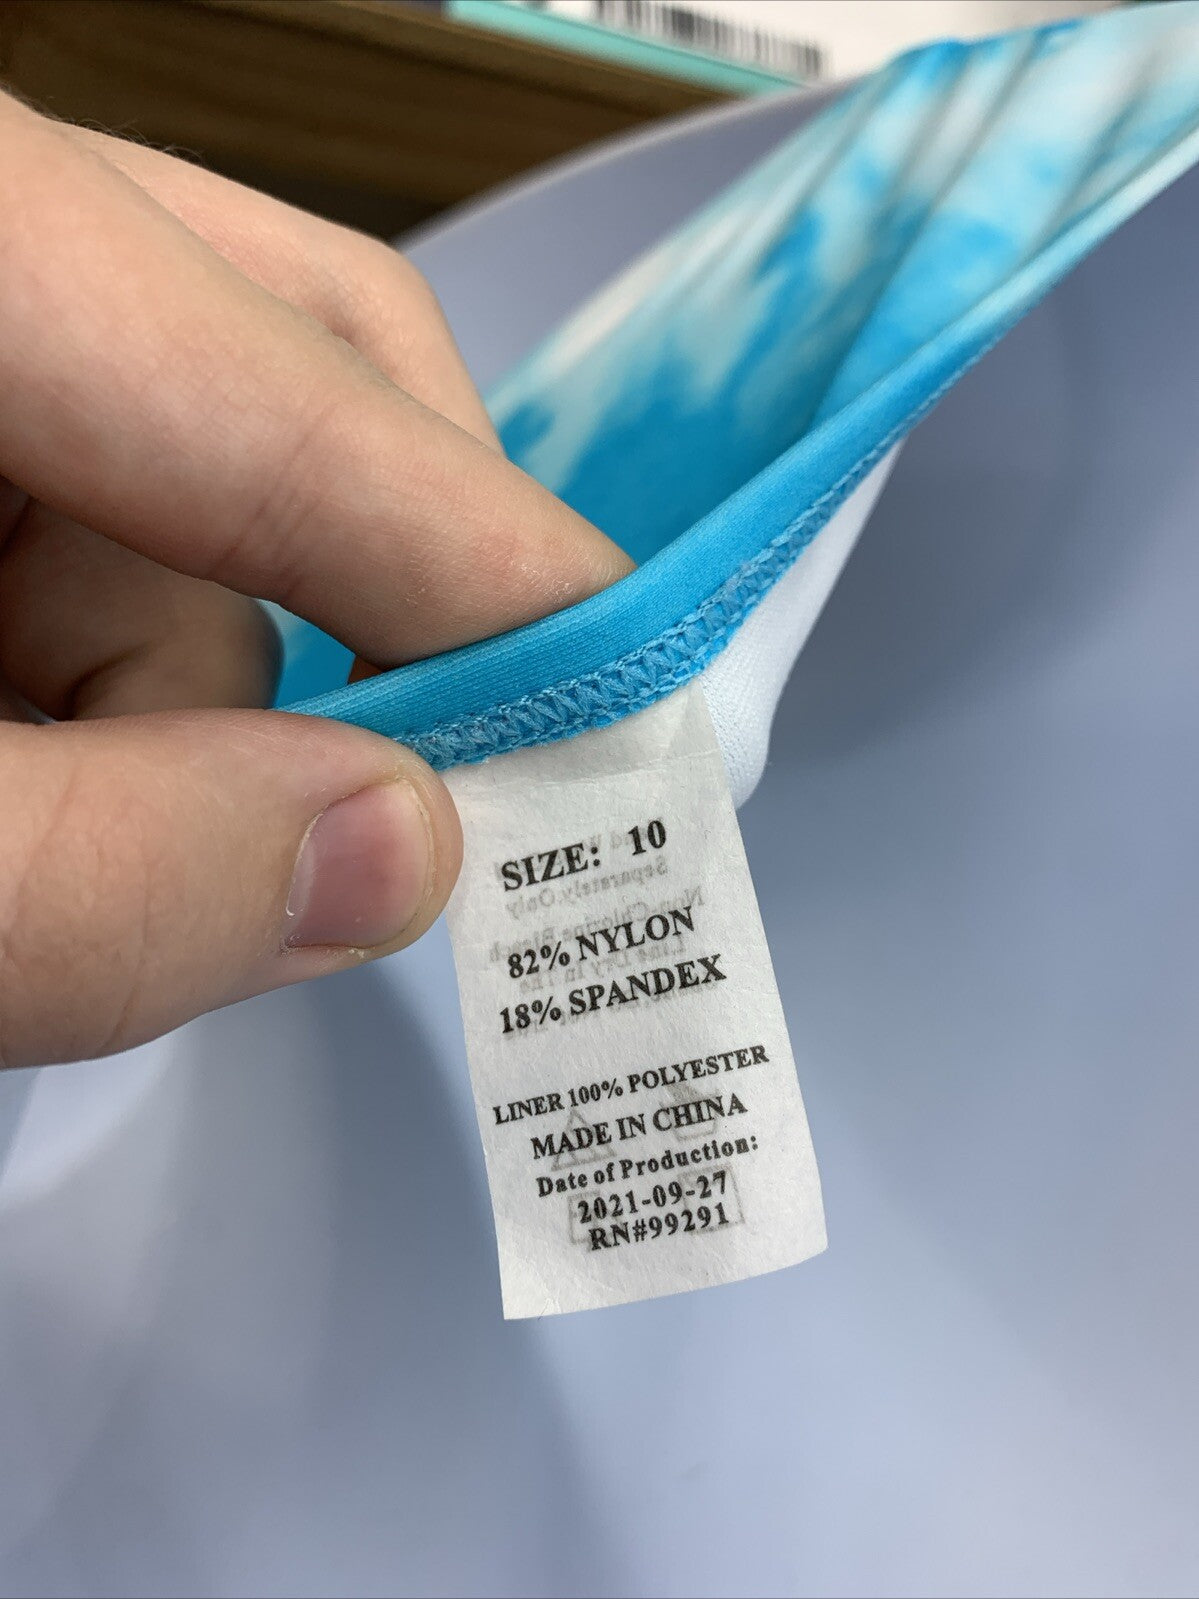 SIZE: 10
82% NYLON
18% SPANDEX
LINER 100% POLYESTER
MADE IN CHINA
Date of Production:
2021-09-27
RN#99291